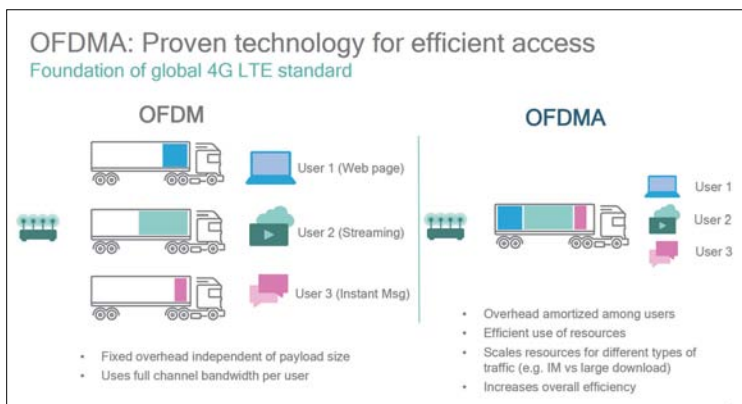 OFDMA: Proven technology for efficient access
Foundation of global 4G LTE standard
OFDM
User 1 (Web page)
User 2 (Streaming)
User 3 (Instant Msg)
• Fixed overhead independent of payload size
• Uses full channel bandwidth per user
OFDMA
User 1
User 2
User 3
• Overhead amortized among users
• Efficient use of resources
• Scales resources for different types of
traffic (e.g. IM vs large download)
• Increases overall efficiency